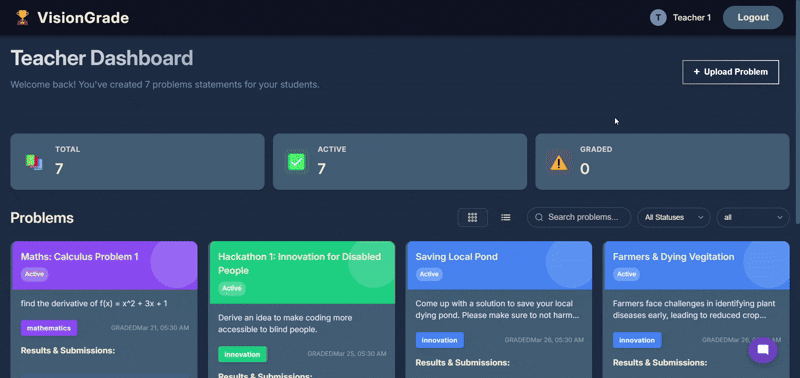 VisionGrade
T
Teacher 1
Logout
Teacher Dashboard
Welcome back! You've created 7 problems statements for your students.
+ Upload Problem
TOTAL
7
ACTIVE
7
GRADED
0
Problems
Search problems...
All Statuses
all
Maths: Calculus Problem 1
Active
find the derivative of f(x) = x^2 + 3x + 1
mathematics
GRADEDMar 21, 05:30 AM
Results & Submissions:
Hackathon 1: Innovation for Disabled
People
Active
Derive an idea to make coding more
accessible to blind people.
innovation
GRADEDMar 25, 05:30 AM
Results & Submissions:
Saving Local Pond
Active
Come up with a solution to save your local
dying pond. Please make sure to not harm...
innovation
GRADEDMar 26, 05:30 AM
Results & Submissions:
Farmers & Dying Vegitation
Active
Farmers face challenges in identifying plant
diseases early, leading to reduced crop...
innovation
Results & Submissions: